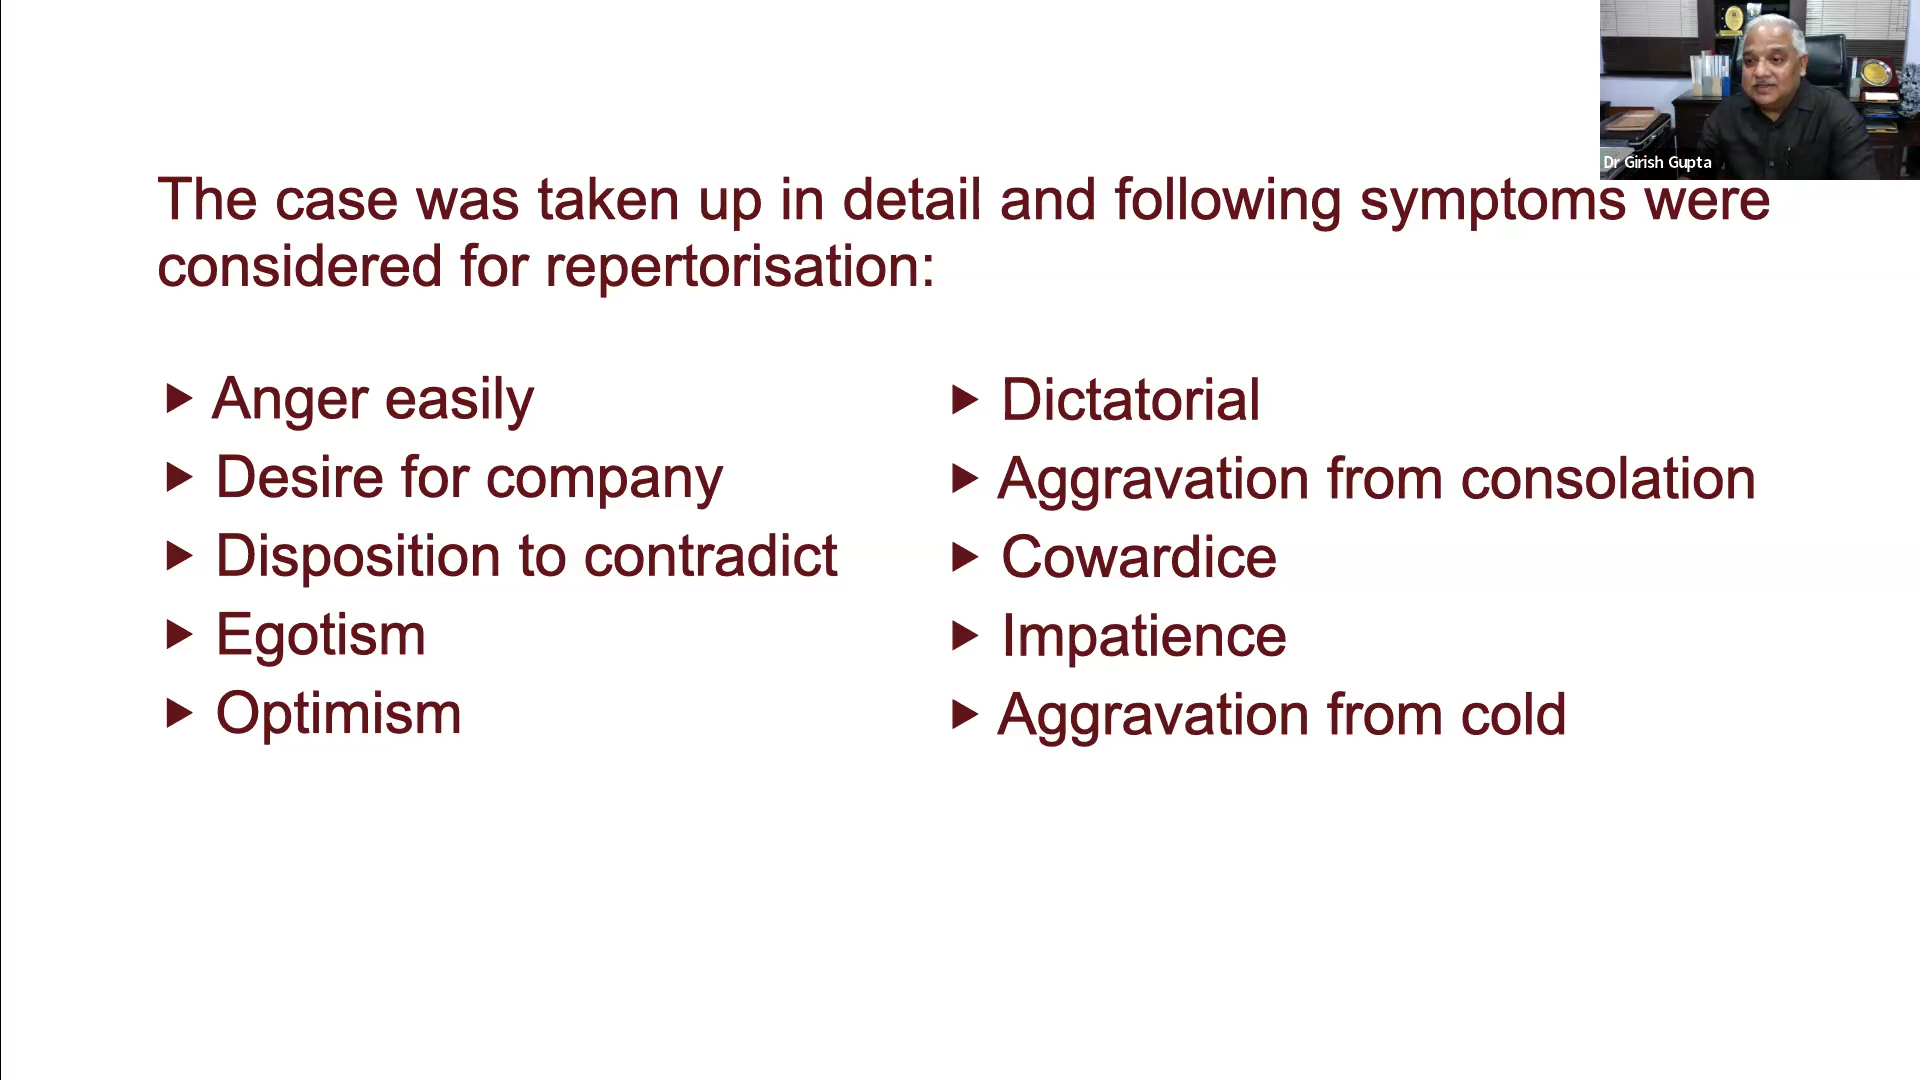 Dr Girish Gupta
The case was taken up in detail and following symptoms were
considered for repertorisation:
Anger easily
Desire for company
Disposition to contradict
Egotism
Optimism
Dictatorial
Aggravation from consolation
Cowardice
Impatience
Aggravation from cold